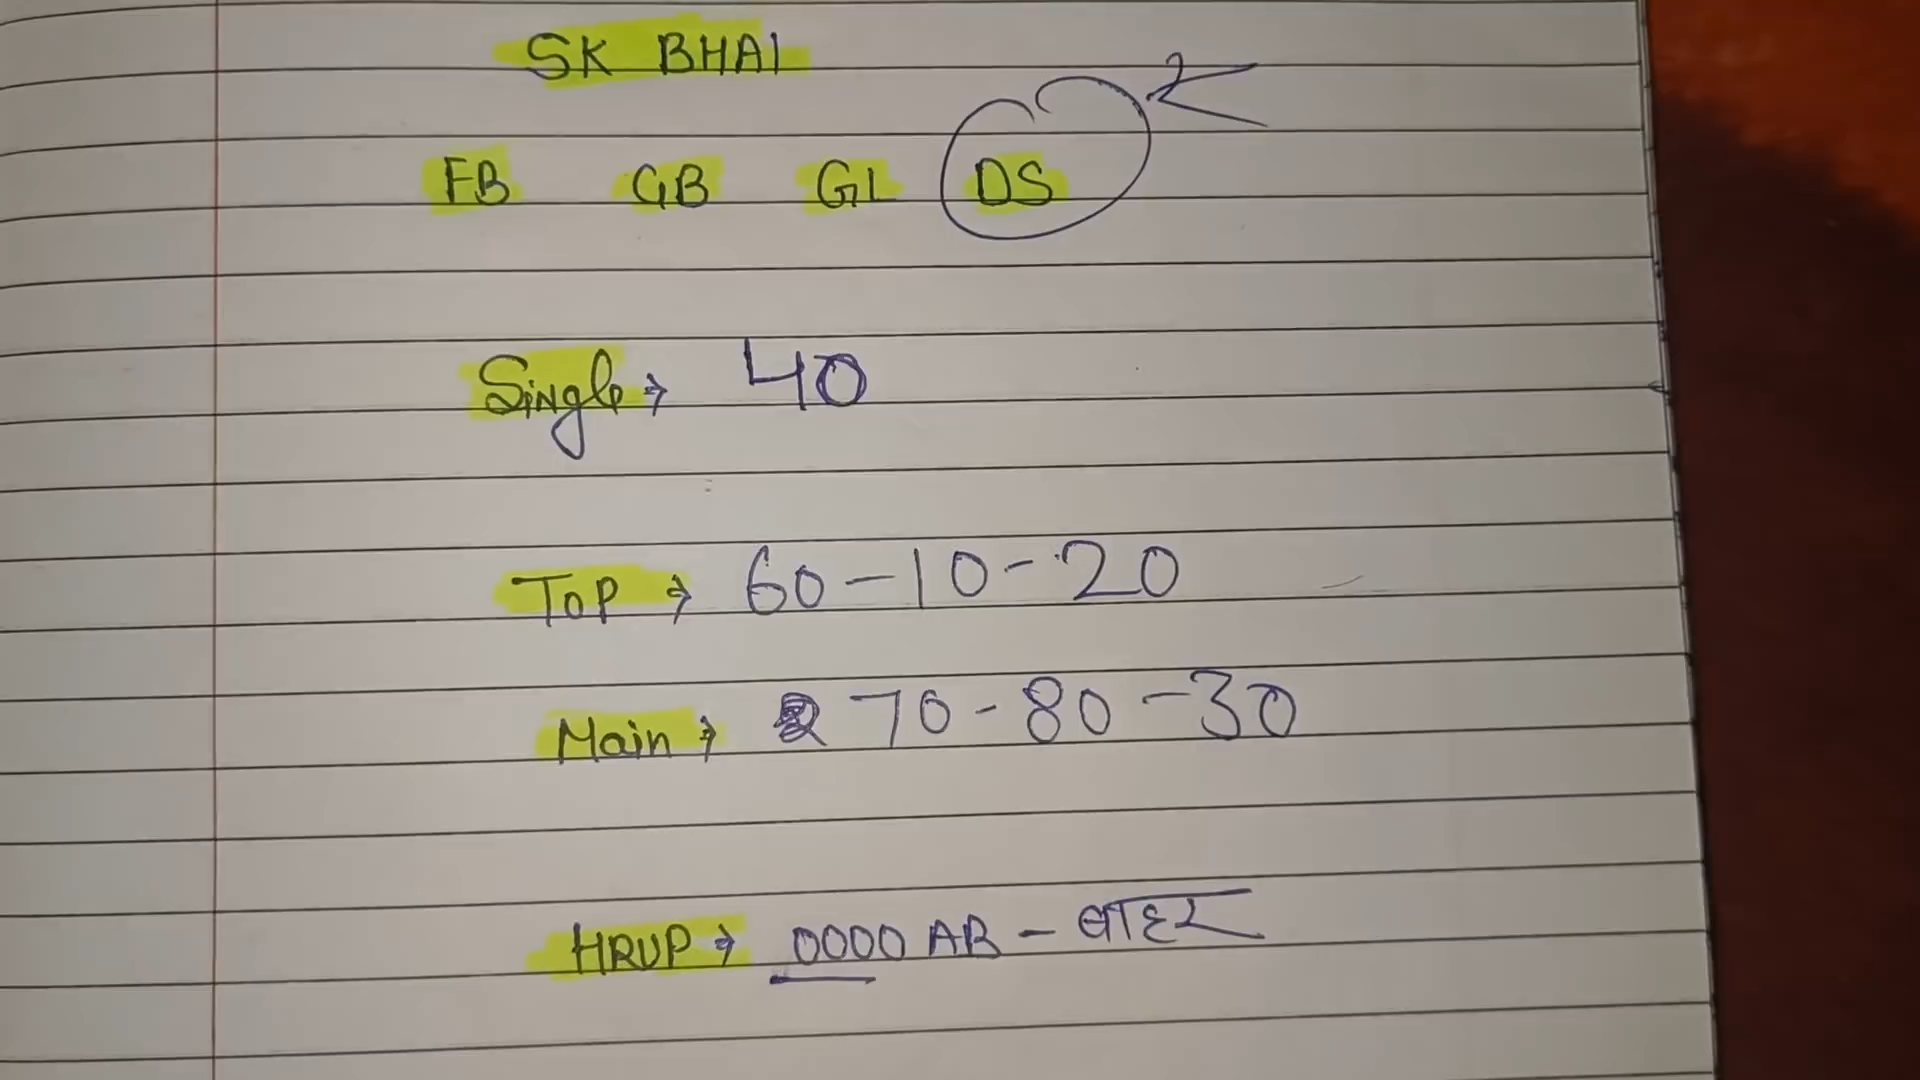 SK BHAI
FB GB GL DS
Single → 40
TOP → 60-10-20
Main → 70-80-30
HRUP → 0000 AB - बाहर